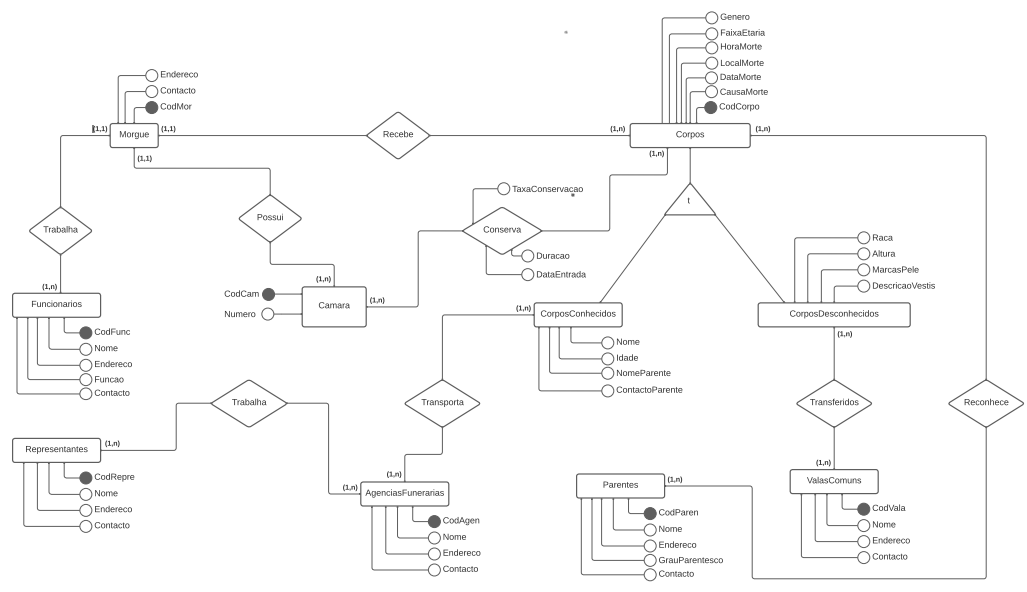 Genero
FaixaEtaria
HoraMorte
LocalMorte
DataMorte
CausaMorte
CodCorpo
Endereco
Contacto
CodMor
(1,1)
Morgue
(1,1)
Recebe
(1,n)
Corpos
(1,n)
(1,1)
(1,n)
TaxaConservacao
t
Trabalha
Possui
Conserva
Raca
Altura
MarcasPele
DescricaoVestis
Duracao
DataEntrada
(1,n)
(1,n)
Funcionarios
CodCam
Numero
Camara
(1,n)
(1,n)
CorposConhecidos
CorposDesconhecidos
(1,n)
CodFunc
Nome
Endereco
Funcao
Contacto
Nome
Idade
NomeParente
ContactoParente
Trabalha
Transporta
Transferidos
Reconhece
Representantes
(1,n)
CodRepre
Nome
Endereco
Contacto
(1,n)
(1,n)
AgenciasFunerarias
CodAgen
Nome
Endereco
Contacto
Parentes
(1,n)
CodParen
Nome
Endereco
GrauParentesco
Contacto
(1,n)
ValasComuns
CodVala
Nome
Endereco
Contacto